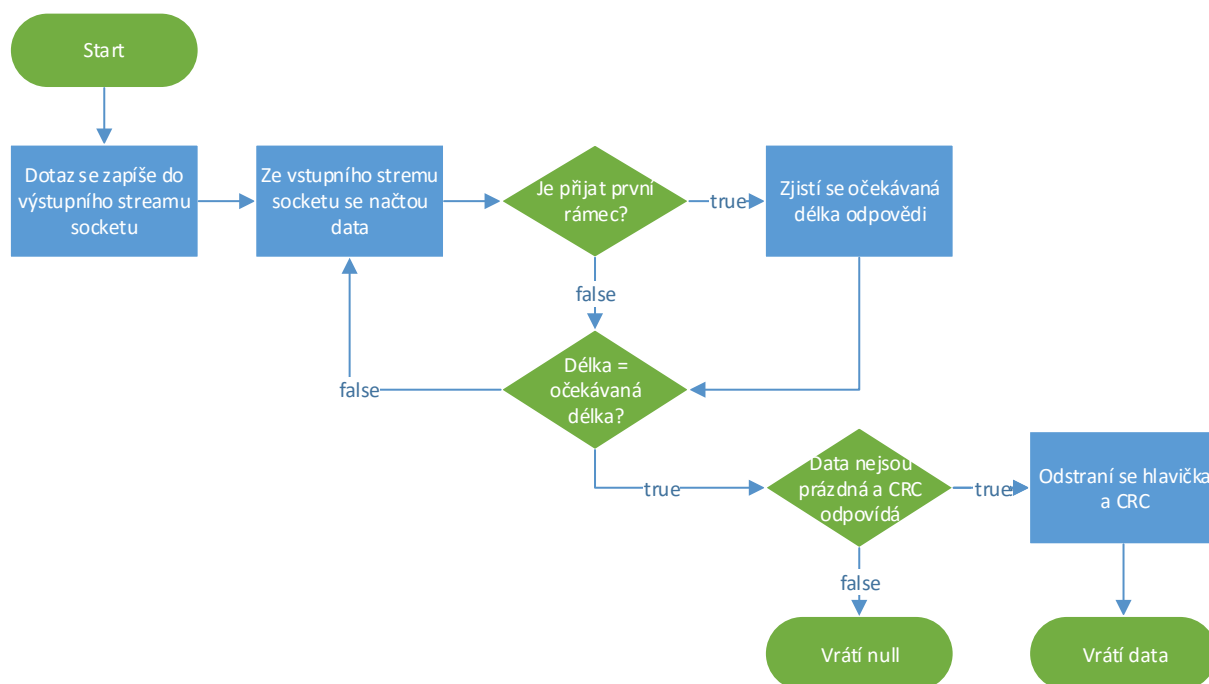 Start
Dotaz se zapíše do
výstupního streamu
socketu
Ze vstupního stremu
socketu se načtou
data
Je přijat první
rámec?
true
Zjistí se očekávaná
délka odpovědi
false
Délka =
očekávaná
délka?
false
true
Data nejsou
prázdná a CRC
odpovídá
true
Odstraní se hlavička
a CRC
false
Vrátí null
Vrátí data